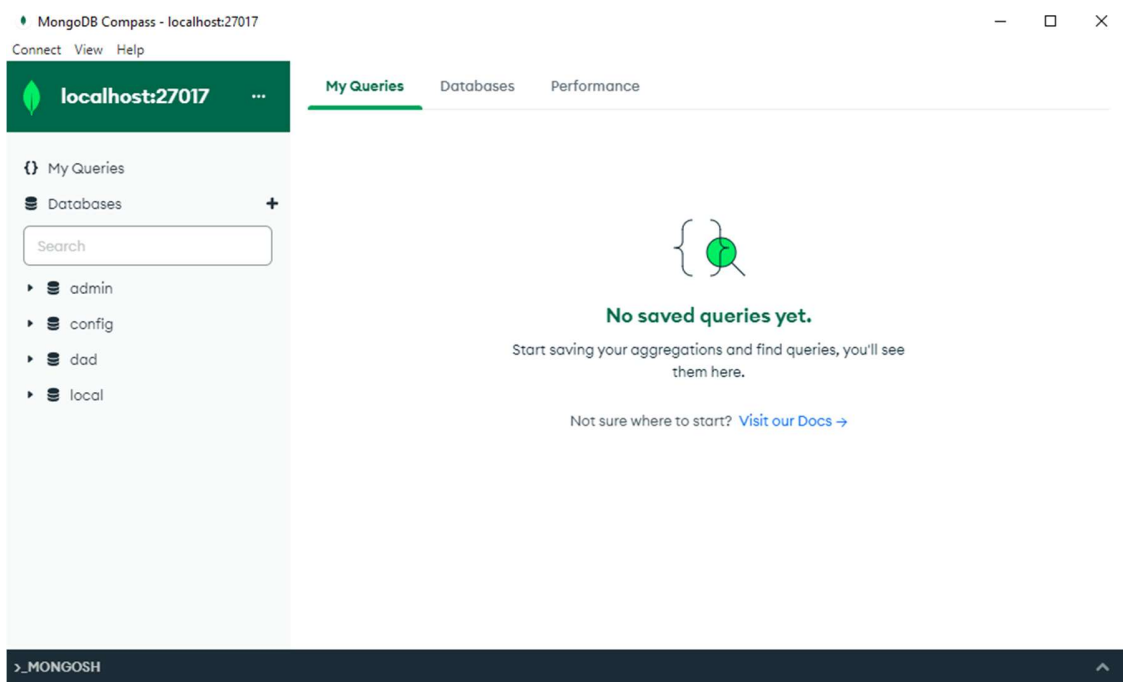 MongoDB Compass - localhost:27017
Connect View Help
localhost:27017 ...
My Queries Databases Performance
{} My Queries
Databases +
Search
admin
config
dad
local
{ }
No saved queries yet.
Start saving your aggregations and find queries, you'll see
them here.
Not sure where to start? Visit our Docs →
>_MONGOSH